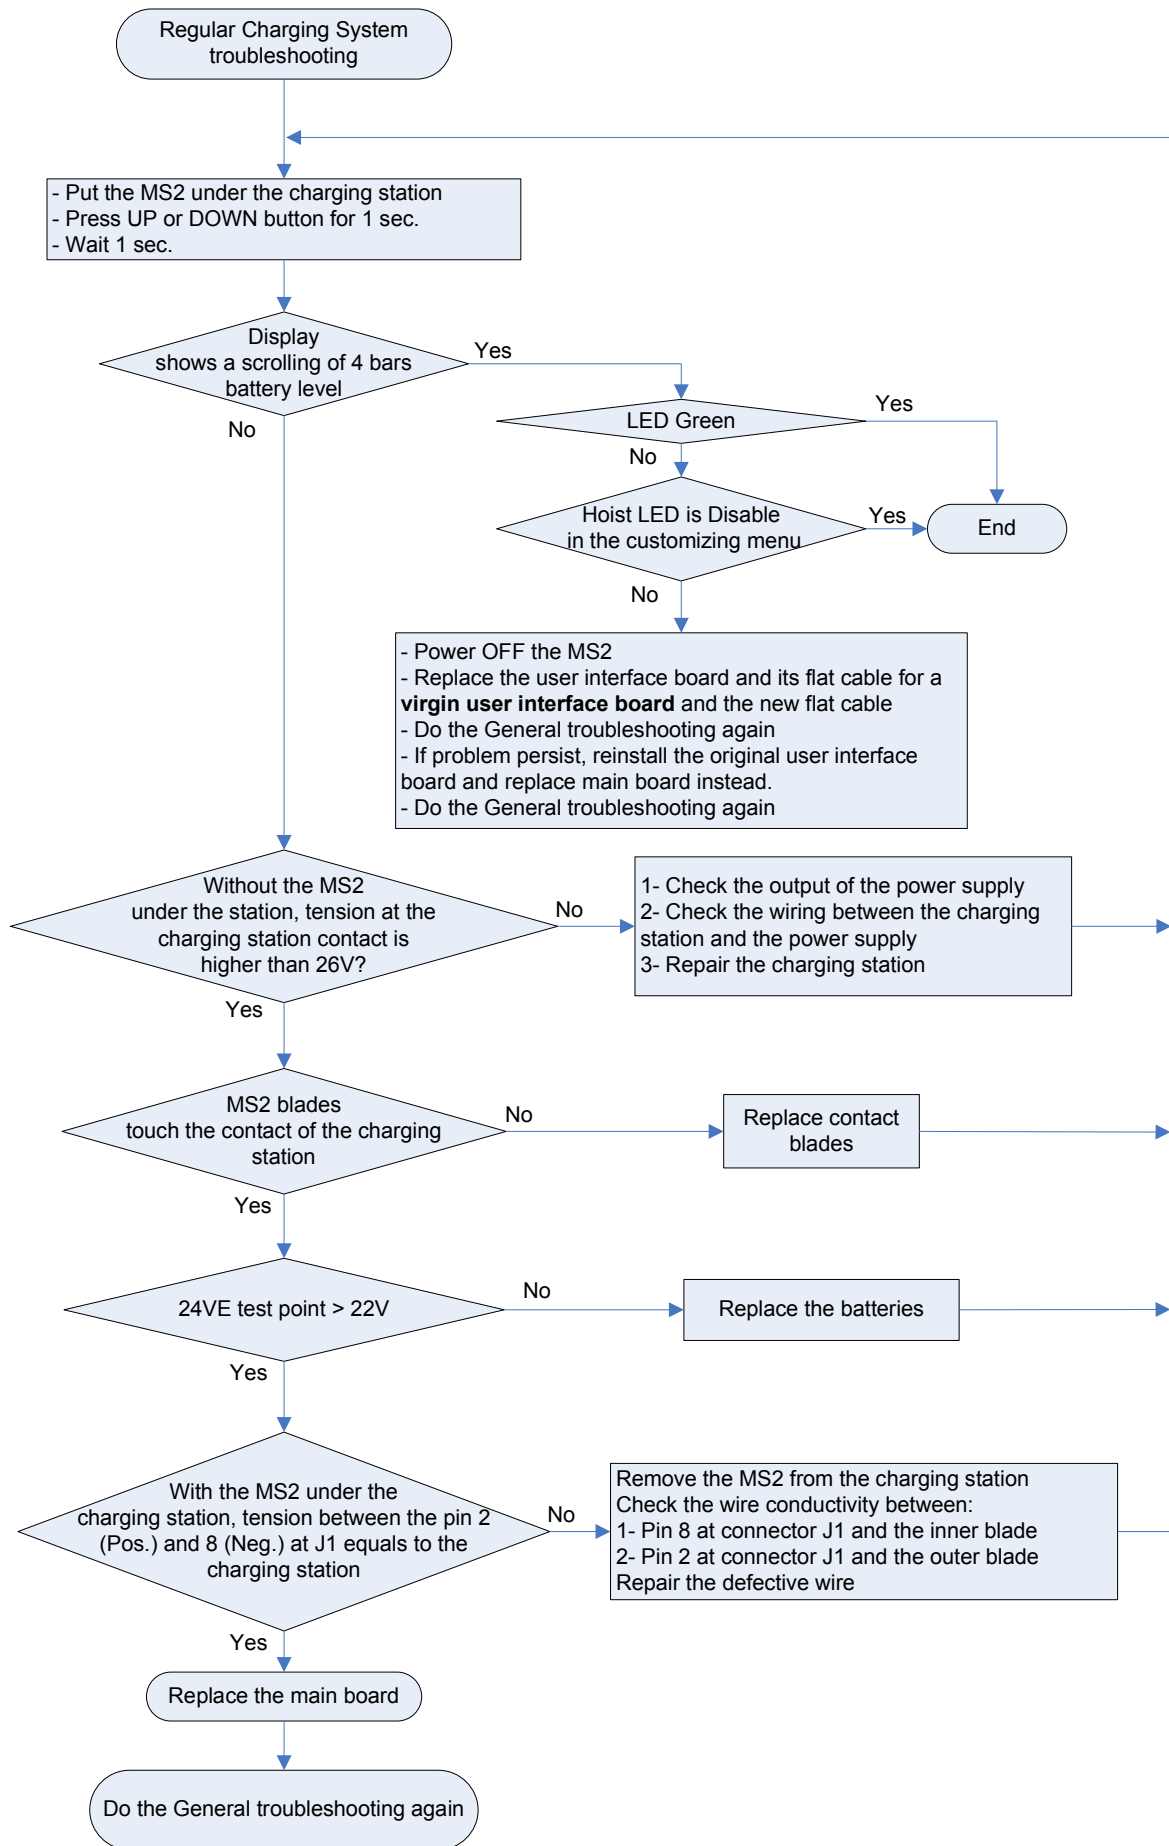 Regular Charging System
troubleshooting
- Put the MS2 under the charging station
- Press UP or DOWN button for 1 sec.
- Wait 1 sec.
Display
shows a scrolling of 4 bars
battery level
Yes
No
LED Green
Yes
No
Hoist LED is Disable
in the customizing menu
Yes
End
No
- Power OFF the MS2
- Replace the user interface board and its flat cable for a
virgin user interface board and the new flat cable
- Do the General troubleshooting again
- If problem persist, reinstall the original user interface
board and replace main board instead.
- Do the General troubleshooting again
Without the MS2
under the station, tension at the
charging station contact is
higher than 26V?
No
1- Check the output of the power supply
2- Check the wiring between the charging
station and the power supply
3- Repair the charging station
Yes
MS2 blades
touch the contact of the charging
station
No
Replace contact
blades
Yes
24VE test point > 22V
No
Replace the batteries
Yes
With the MS2 under the
charging station, tension between the pin 2
(Pos.) and 8 (Neg.) at J1 equals to the
charging station
No
Remove the MS2 from the charging station
Check the wire conductivity between:
1- Pin 8 at connector J1 and the inner blade
2- Pin 2 at connector J1 and the outer blade
Repair the defective wire
Yes
Replace the main board
Do the General troubleshooting again